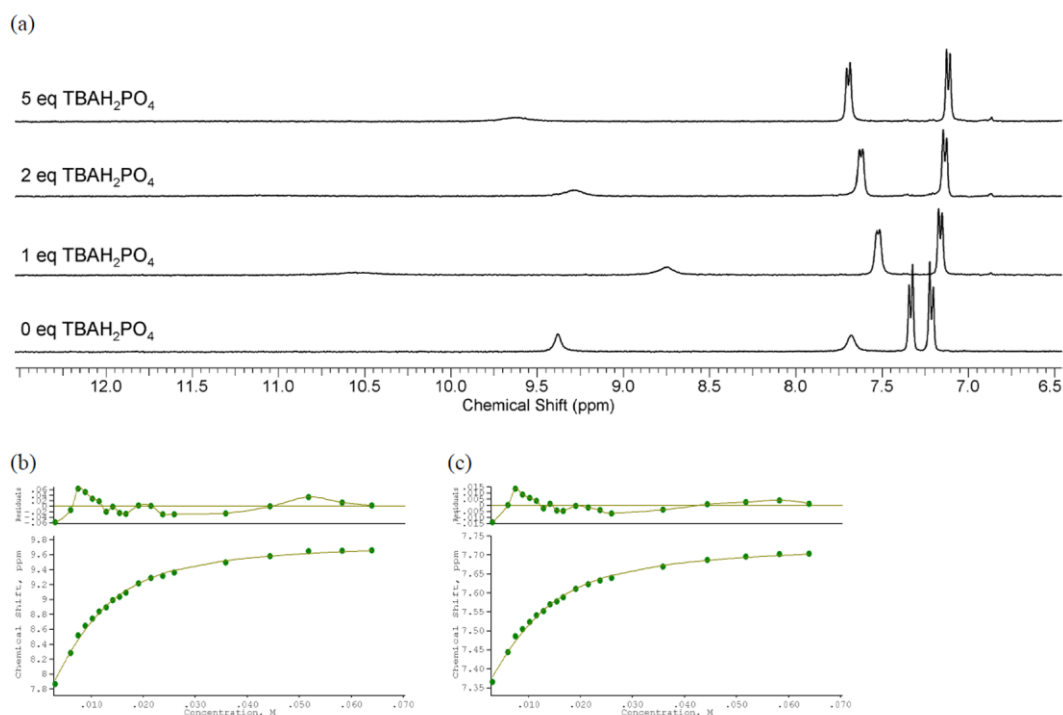 (a)
5 eq TBAH₂PO₄
2 eq TBAH₂PO₄
1 eq TBAH₂PO₄
0 eq TBAH₂PO₄
12.0 11.5 11.0 10.5 10.0 9.5 9.0 8.5 8.0 7.5 7.0 6.5
Chemical Shift (ppm)
(b)
Residuals
9.8
9.6
9.4
9.2
9
8.8
8.6
8.4
8.2
8
7.8
Chemical Shift, ppm
.010 .020 .030 .040 .050 .060 .070
Concentration, M
(c)
Residuals
.015
.010
.005
0
7.75
7.70
7.65
7.60
7.55
7.50
7.45
7.40
7.35
Chemical Shift, ppm
.010 .020 .030 .040 .050 .060 .070
Concentration, M